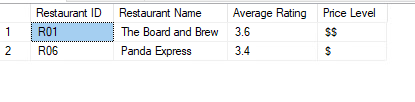 Restaurant ID Restaurant Name Average Rating Price Level
1 R01 The Board and Brew 3.6 $$
2 R06 Panda Express 3.4 $